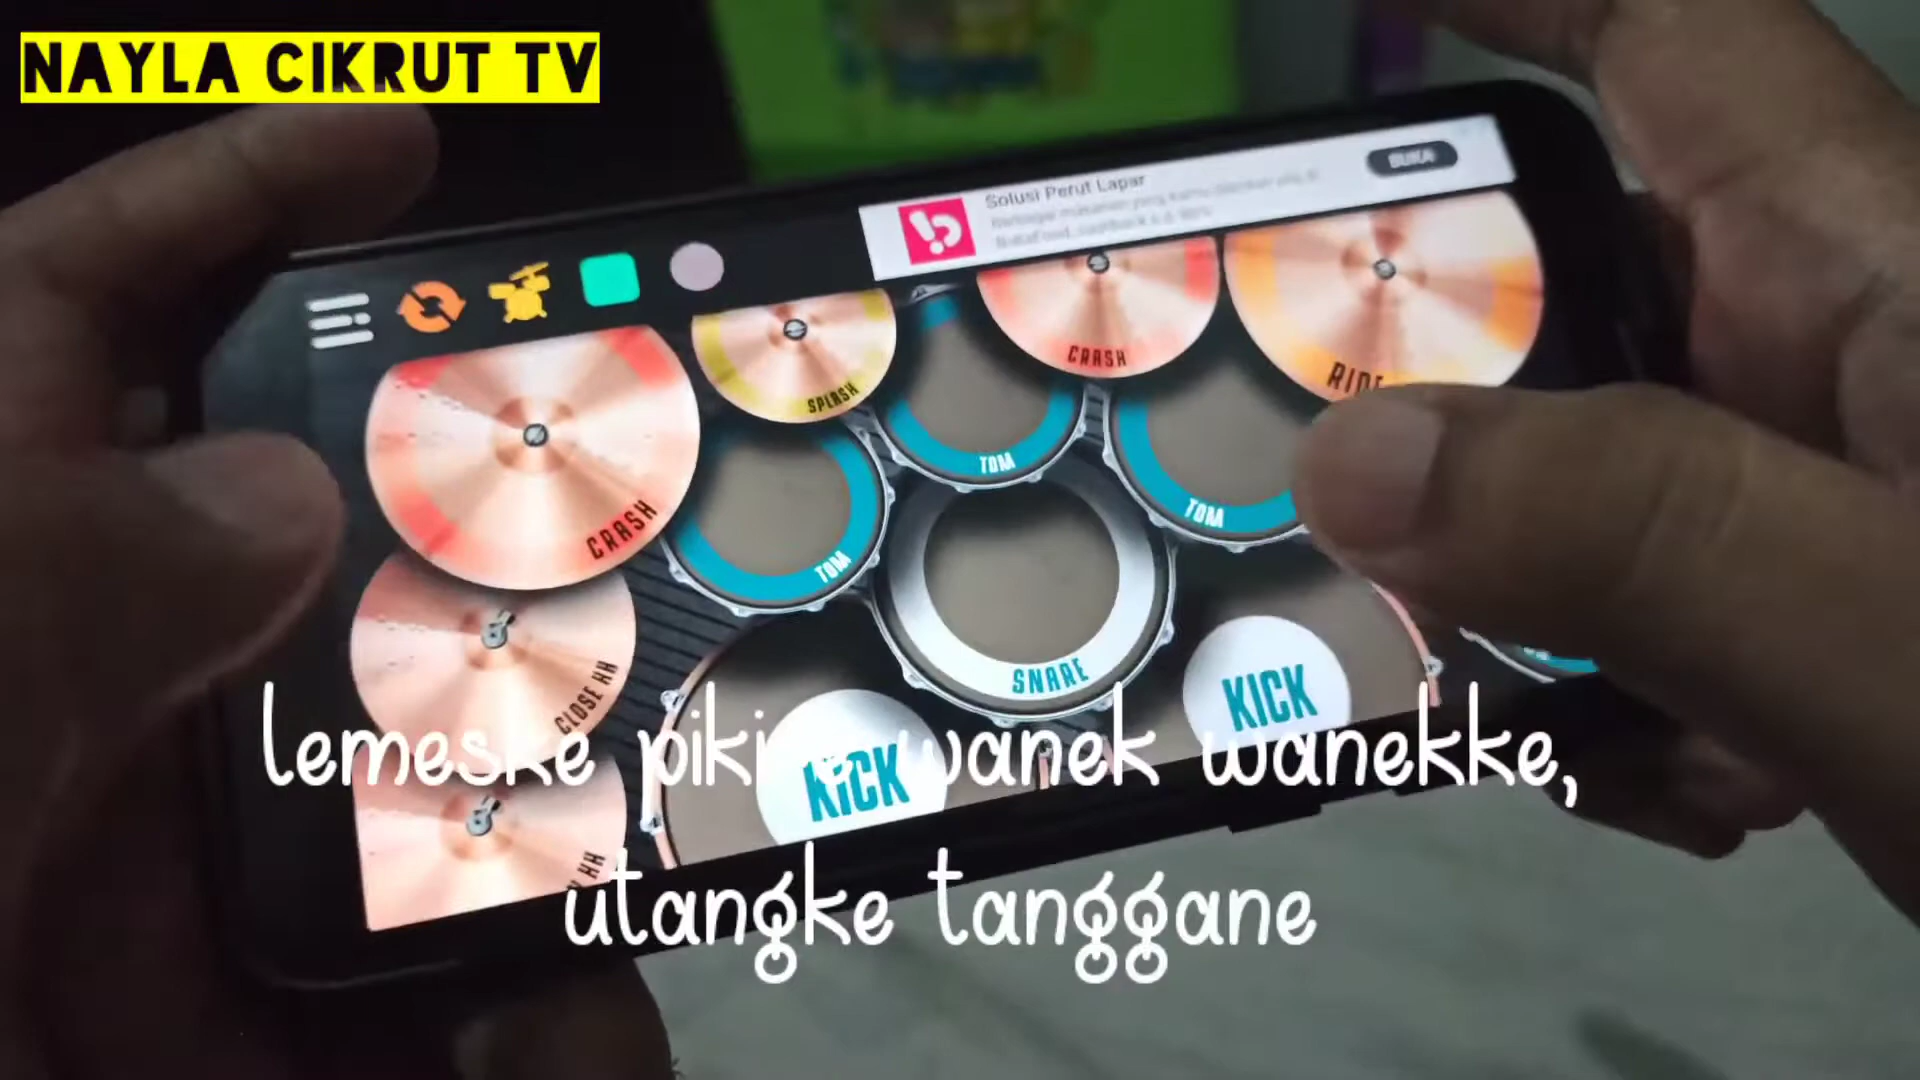 NAYLA CIKRUT TV
Solusi Perut Lapar
BUKA
CRASH
SPLASH
CRASH
RIDE
TOM
TOM
TOM
CLOSE HH
SNARE
KICK
KICK
HH
lemeske wanek wanekke,
utangke tanggane